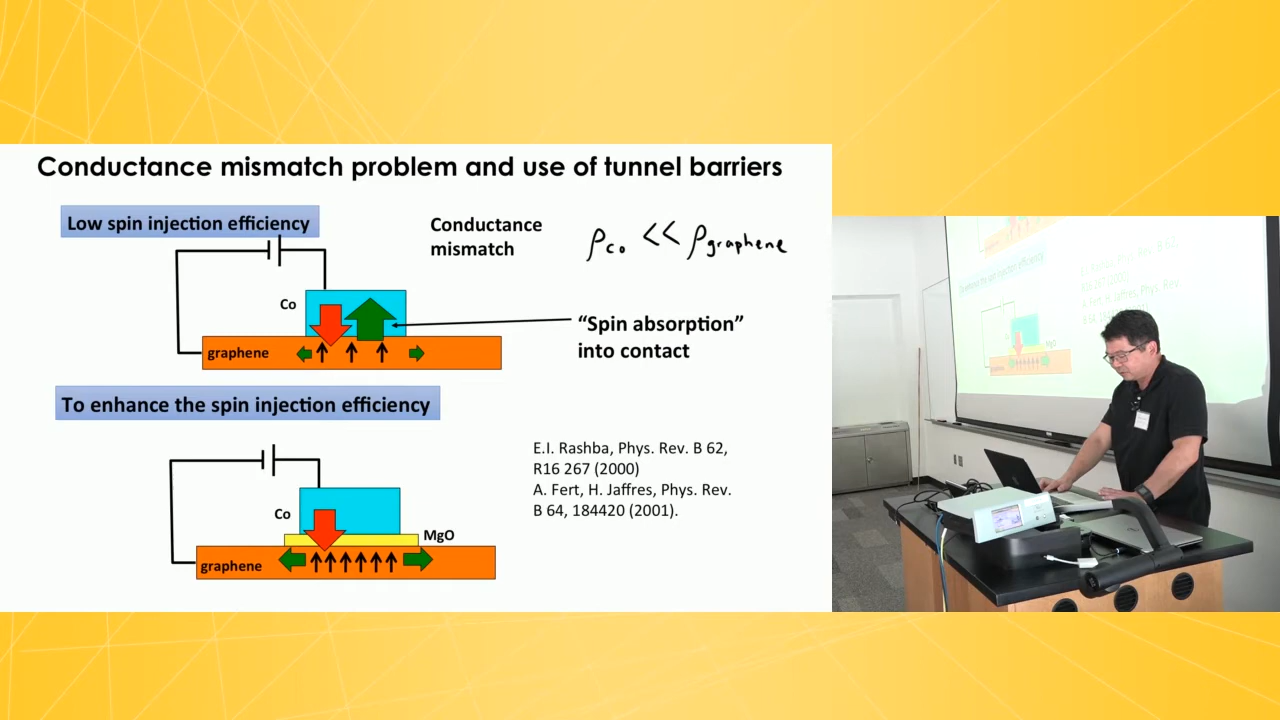 Conductance mismatch problem and use of tunnel barriers
Low spin injection efficiency
Conductance
mismatch
ρco << ρgraphene
Co
"Spin absorption"
into contact
graphene
To enhance the spin injection efficiency
E.I. Rashba, Phys. Rev. B 62,
R16 267 (2000)
A. Fert, H. Jaffres, Phys. Rev.
B 64, 184420 (2001).
Co
MgO
graphene